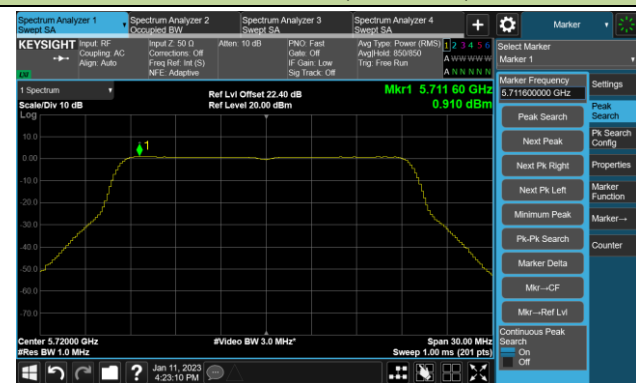 Spectrum Analyzer 1
Swept SA
Spectrum Analyzer 2
Occupied BW
Spectrum Analyzer 3
Swept SA
Spectrum Analyzer 4
Swept SA
+
Marker
KEYSIGHT
Input: RF
Coupling: AC
Align: Auto
Input Z: 50 Ω
Corrections: Off
Freq Ref: Int (S)
NFE: Adaptive
Atten: 10 dB
PNO: Fast
Gate: Off
IF Gain: Low
Sig Track: Off
Avg Type: Power (RMS)
Avg|Hold: 850/850
Trig: Free Run
1 2 3 4 5 6
A W W W W W
A N N N N N
Select Marker
Marker 1
1 Spectrum
Scale/Div 10 dB
Log
Ref Lvl Offset 22.40 dB
Ref Level 20.00 dBm
Mkr1 5.711 60 GHz
0.910 dBm
10.0
0.00
-10.0
-20.0
-30.0
-40.0
-50.0
-60.0
-70.0
1
Center 5.72000 GHz
#Res BW 1.0 MHz
#Video BW 3.0 MHz*
Span 30.00 MHz
Sweep 1.00 ms (201 pts)
Marker Frequency
5.711600000 GHz
Peak Search
Next Peak
Next Pk Right
Next Pk Left
Minimum Peak
Pk-Pk Search
Marker Delta
Mkr→CF
Mkr→Ref Lvl
Continuous Peak
Search
On
Off
Settings
Peak
Search
Pk Search
Config
Properties
Marker
Function
Marker→
Counter
?
Jan 11, 2023
4:23:10 PM